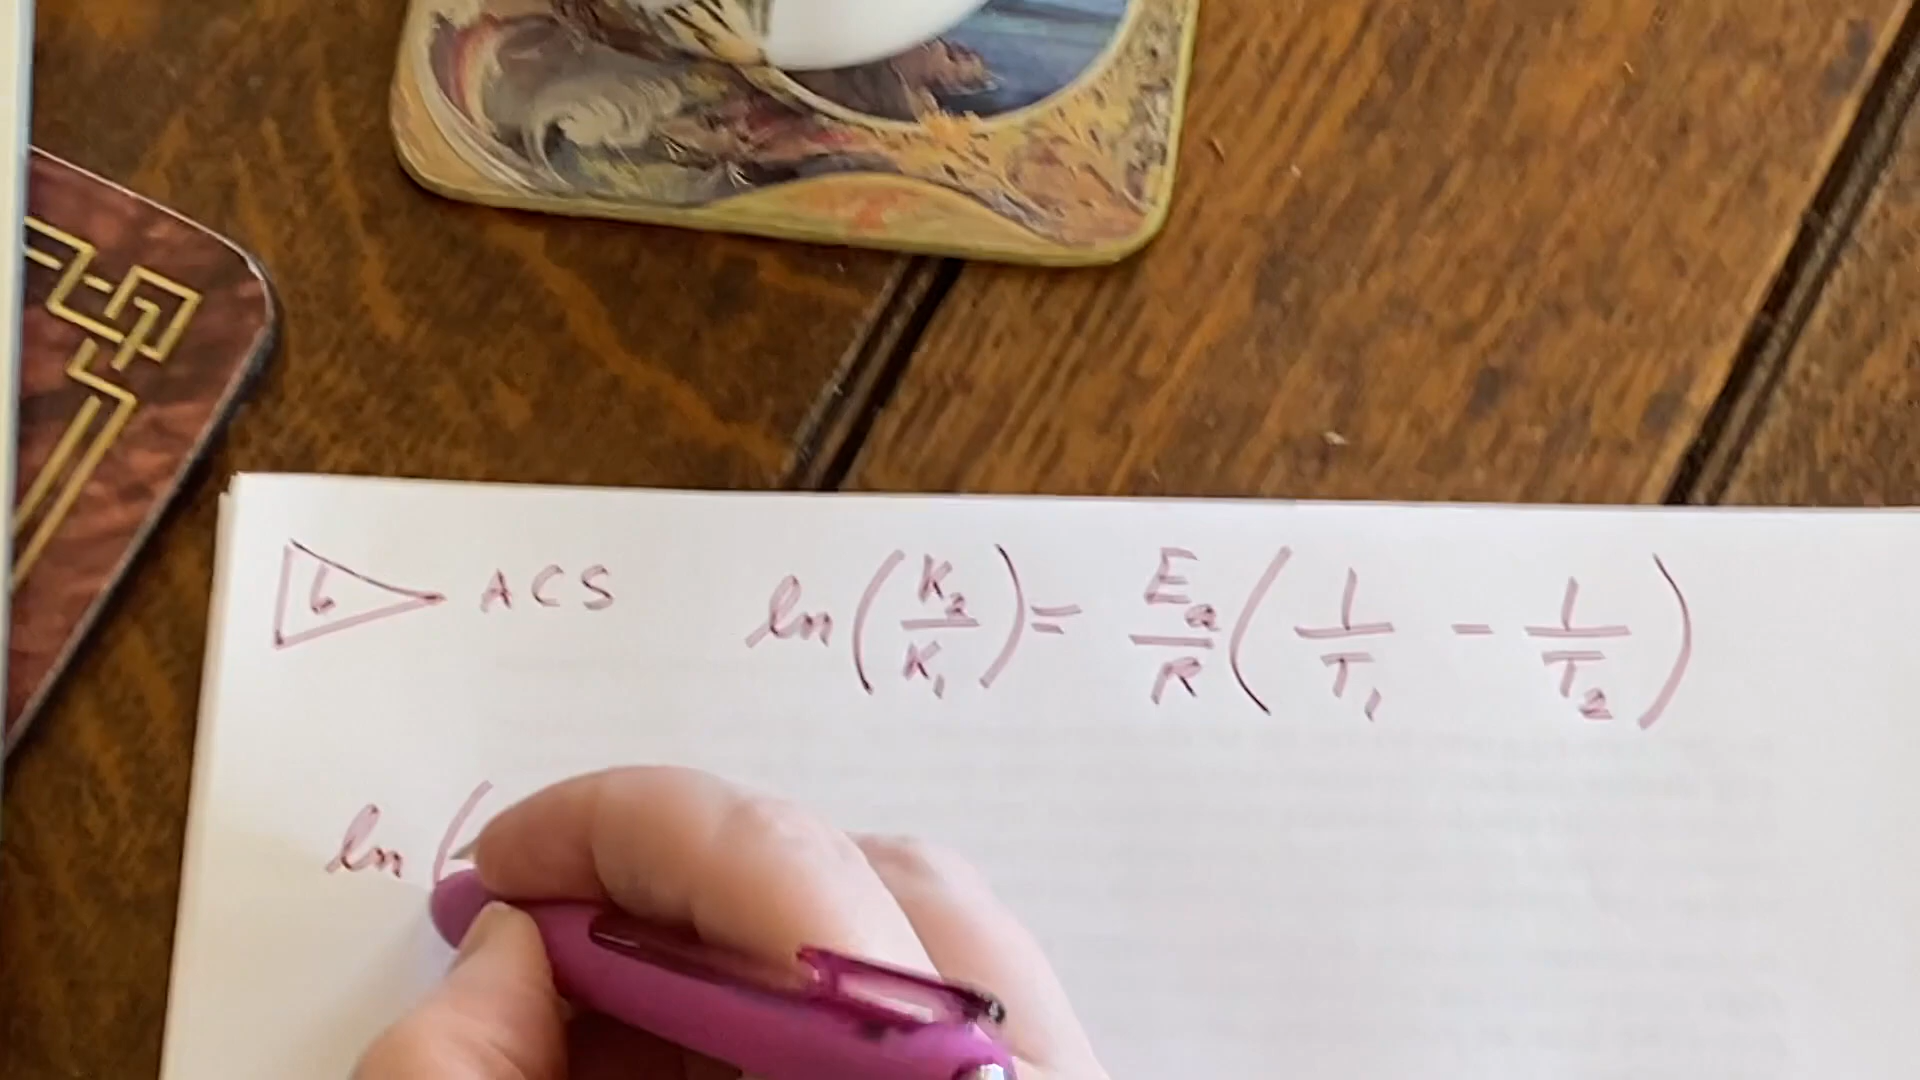 6 ACS ln(K₂/K₁) = Eₐ/R (1/T₁ - 1/T₂)
ln (